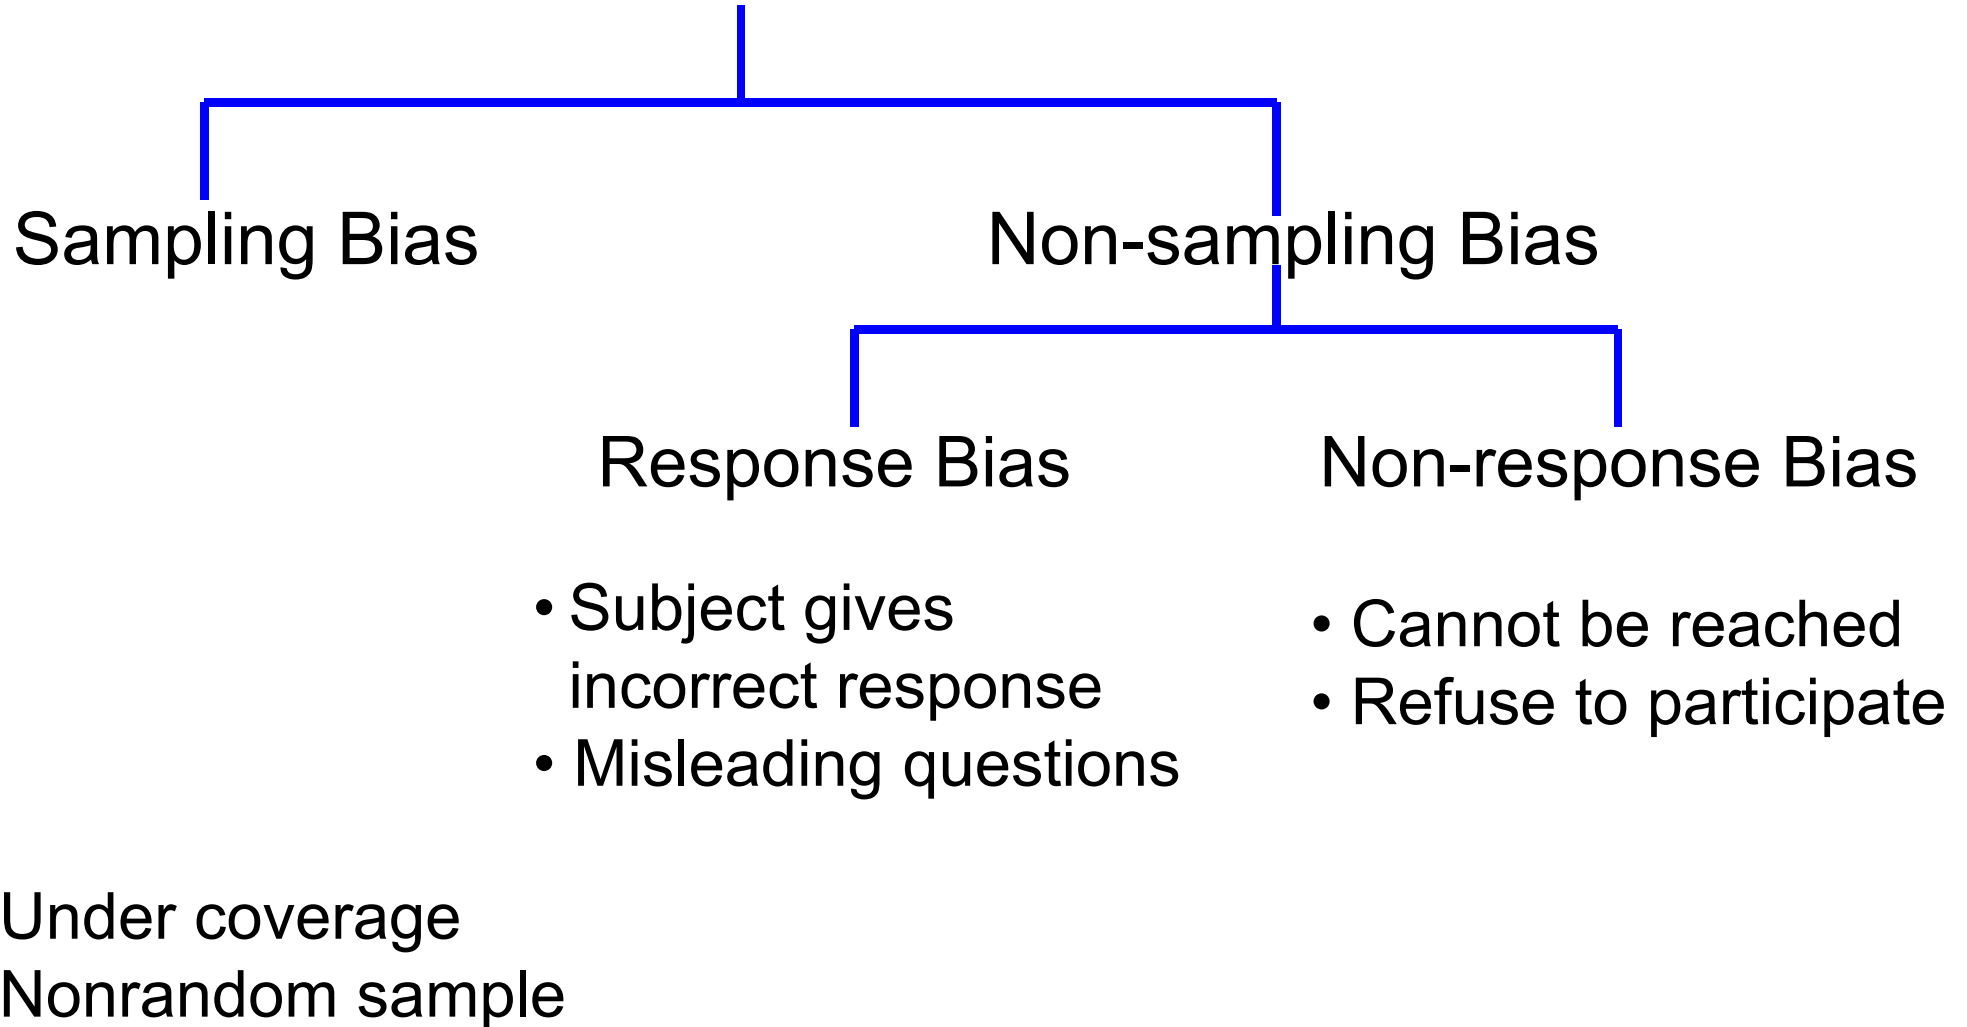 Sampling Bias
Non-sampling Bias
Response Bias
Non-response Bias
• Subject gives
incorrect response
• Misleading questions
• Cannot be reached
• Refuse to participate
Under coverage
Nonrandom sample